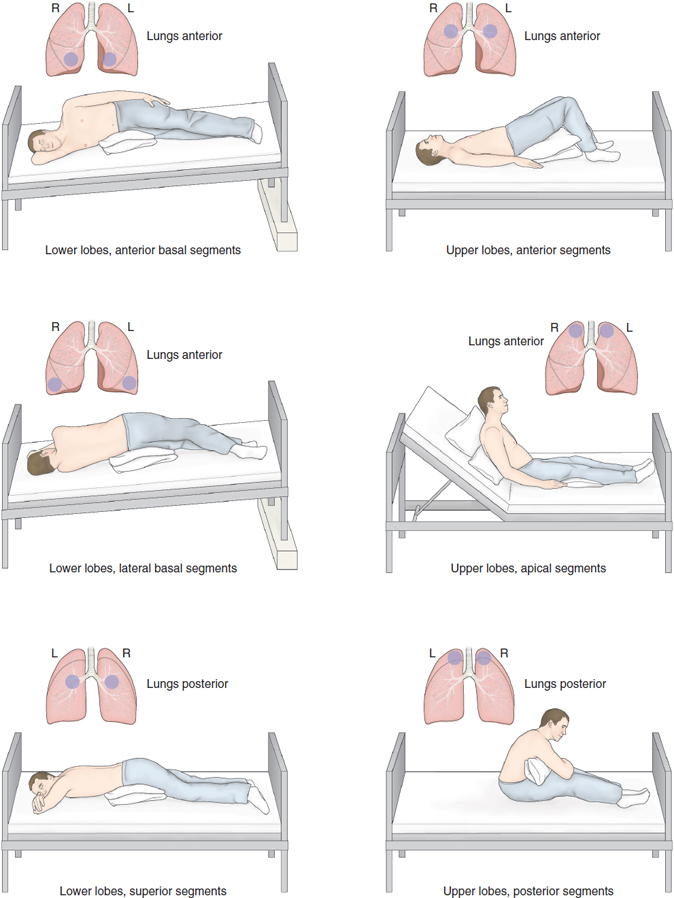 R L
Lungs anterior
Lower lobes, anterior basal segments
R L
Lungs anterior
Upper lobes, anterior segments
R L
Lungs anterior
Lower lobes, lateral basal segments
R L
Lungs anterior
Upper lobes, apical segments
L R
Lungs posterior
Lower lobes, superior segments
L R
Lungs posterior
Upper lobes, posterior segments